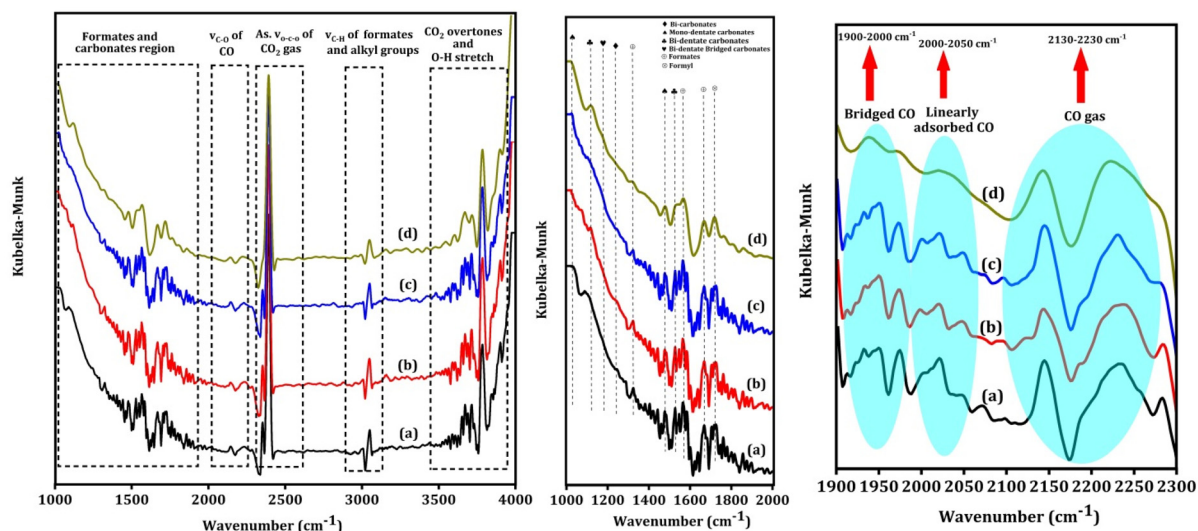 Formates and
carbonates region
νC-O of
CO
As. νo-c-o of
CO2 gas
νC-H of formates
and alkyl groups
CO2 overtones
and
O-H stretch
(d)
(c)
(b)
(a)
Kubelka-Munk
1000 1500 2000 2500 3000 3500 4000
Wavenumber (cm-1)
♦ Bi-carbonates
♠ Mono-dentate carbonates
♣ Bi-dentate carbonates
♥ Bi-dentate Bridged carbonates
Formates
Formyl
(d)
(c)
(b)
(a)
Kubelka-Munk
1000 1200 1400 1600 1800 2000
Wavenumber (cm-1)
1900-2000 cm-1
2000-2050 cm-1
2130-2230 cm-1
Bridged CO
Linearly
adsorbed CO
CO gas
(d)
(c)
(b)
(a)
Kubelka-Munk
1900 1950 2000 2050 2100 2150 2200 2250 2300
Wavenumber (cm-1)